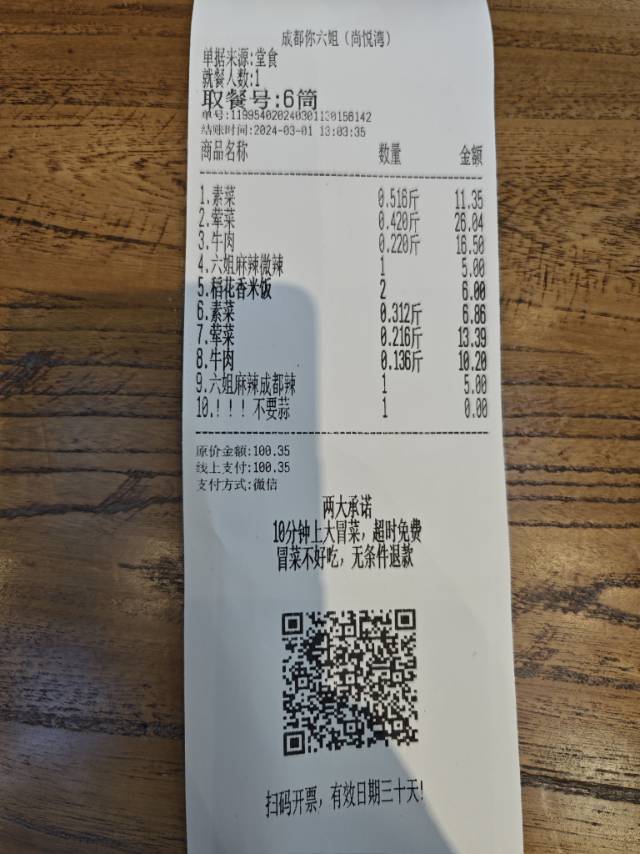 成都你六姐（尚悦湾）
单据来源:堂食
就餐人数:1
取餐号:6筒
单号:11995402024030113015​8142
结账时间:2024-03-01 13:03:35
商品名称 数量 金额
1.素菜 0.516斤 11.35
2.荤菜 0.420斤 26.04
3.牛肉 0.220斤 16.50
4.六姐麻辣微辣 1 5.00
5.稻花香米饭 2 6.00
6.素菜 0.312斤 6.86
7.荤菜 0.216斤 13.39
8.牛肉 0.136斤 10.20
9.六姐麻辣成都辣 1 5.00
10.！！！不要蒜 1 0.00
原价金额:100.35
线上支付:100.35
支付方式:微信
两大承诺
10分钟上大冒菜，超时免费
冒菜不好吃，无条件退款
扫码开票，有效日期三十天!